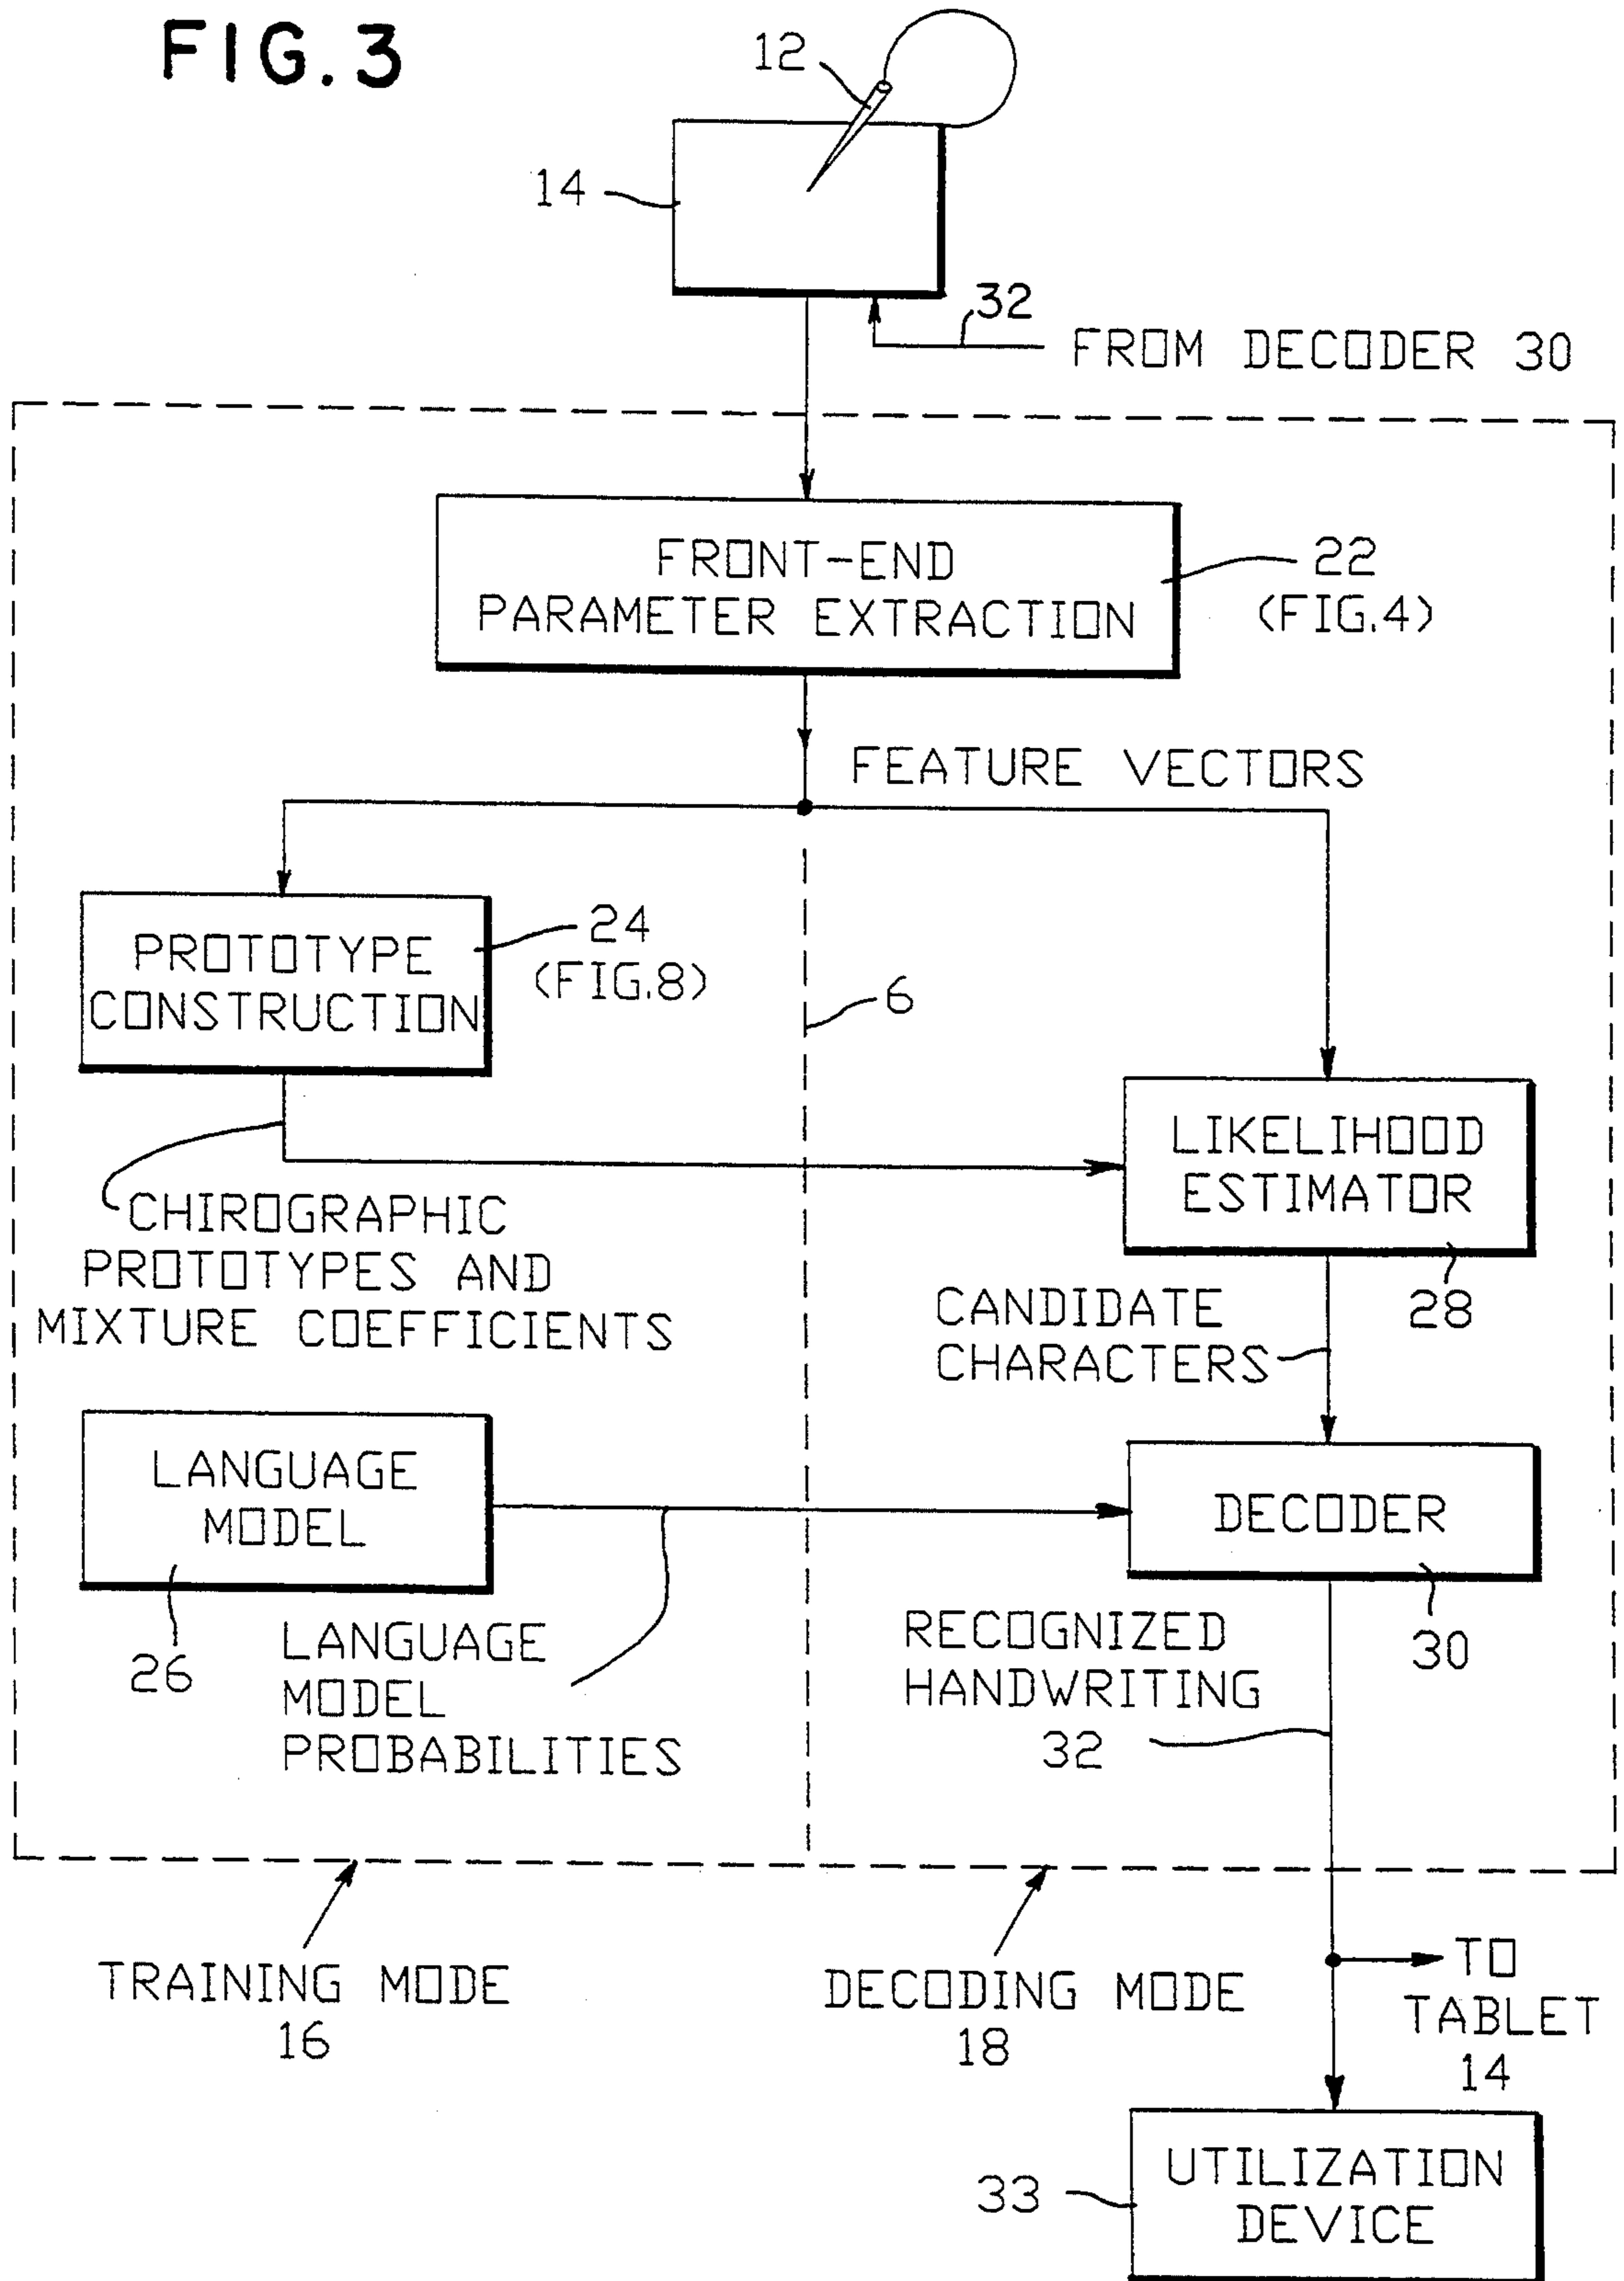 FIG. 3
12
14
32
FROM DECODER 30
FRONT-END
PARAMETER EXTRACTION
22
(FIG.4)
FEATURE VECTORS
PROTOTYPE
CONSTRUCTION
24
(FIG.8)
6
LIKELIHOOD
ESTIMATOR
28
CHIROGRAPHIC
PROTOTYPES AND
MIXTURE COEFFICIENTS
CANDIDATE
CHARACTERS
LANGUAGE
MODEL
26
DECODER
30
LANGUAGE
MODEL
PROBABILITIES
RECOGNIZED
HANDWRITING
32
TRAINING MODE
16
DECODING MODE
18
TO
TABLET
14
33
UTILIZATION
DEVICE